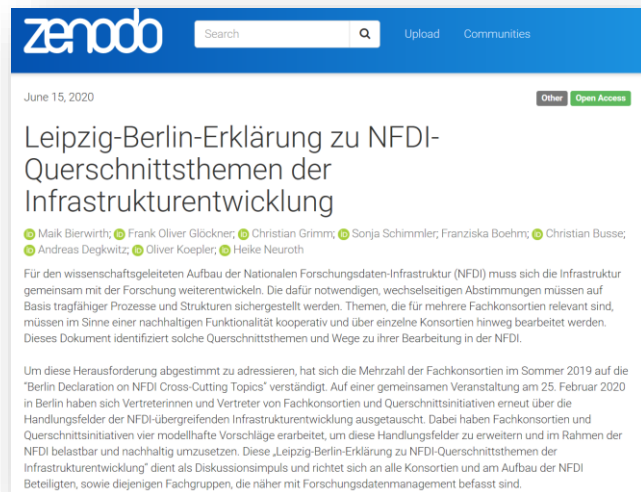 zenodo Search Upload Communities
June 15, 2020 Other Open Access
Leipzig-Berlin-Erklärung zu NFDI-
Querschnittsthemen der
Infrastrukturentwicklung
Maik Bierwirth; Frank Oliver Glöckner; Christian Grimm; Sonja Schimmler; Franziska Boehm; Christian Busse;
Andreas Degkwitz; Oliver Koepler; Heike Neuroth
Für den wissenschaftsgeleiteten Aufbau der Nationalen Forschungsdaten-Infrastruktur (NFDI) muss sich die Infrastruktur
gemeinsam mit der Forschung weiterentwickeln. Die dafür notwendigen, wechselseitigen Abstimmungen müssen auf
Basis tragfähiger Prozesse und Strukturen sichergestellt werden. Themen, die für mehrere Fachkonsortien relevant sind,
müssen im Sinne einer nachhaltigen Funktionalität kooperativ und über einzelne Konsortien hinweg bearbeitet werden.
Dieses Dokument identifiziert solche Querschnittsthemen und Wege zu ihrer Bearbeitung in der NFDI.
Um diese Herausforderung abgestimmt zu adressieren, hat sich die Mehrzahl der Fachkonsortien im Sommer 2019 auf die
"Berlin Declaration on NFDI Cross-Cutting Topics" verständigt. Auf einer gemeinsamen Veranstaltung am 25. Februar 2020
in Berlin haben sich Vertreterinnen und Vertreter von Fachkonsortien und Querschnittsinitiativen erneut über die
Handlungsfelder der NFDI-übergreifenden Infrastrukturentwicklung ausgetauscht. Dabei haben Fachkonsortien und
Querschnittsinitiativen vier modellhafte Vorschläge erarbeitet, um diese Handlungsfelder zu erweitern und im Rahmen der
NFDI belastbar und nachhaltig umzusetzen. Diese „Leipzig-Berlin-Erklärung zu NFDI-Querschnittsthemen der
Infrastrukturentwicklung" dient als Diskussionsimpuls und richtet sich an alle Konsortien und am Aufbau der NFDI
Beteiligten, sowie diejenigen Fachgruppen, die näher mit Forschungsdatenmanagement befasst sind.